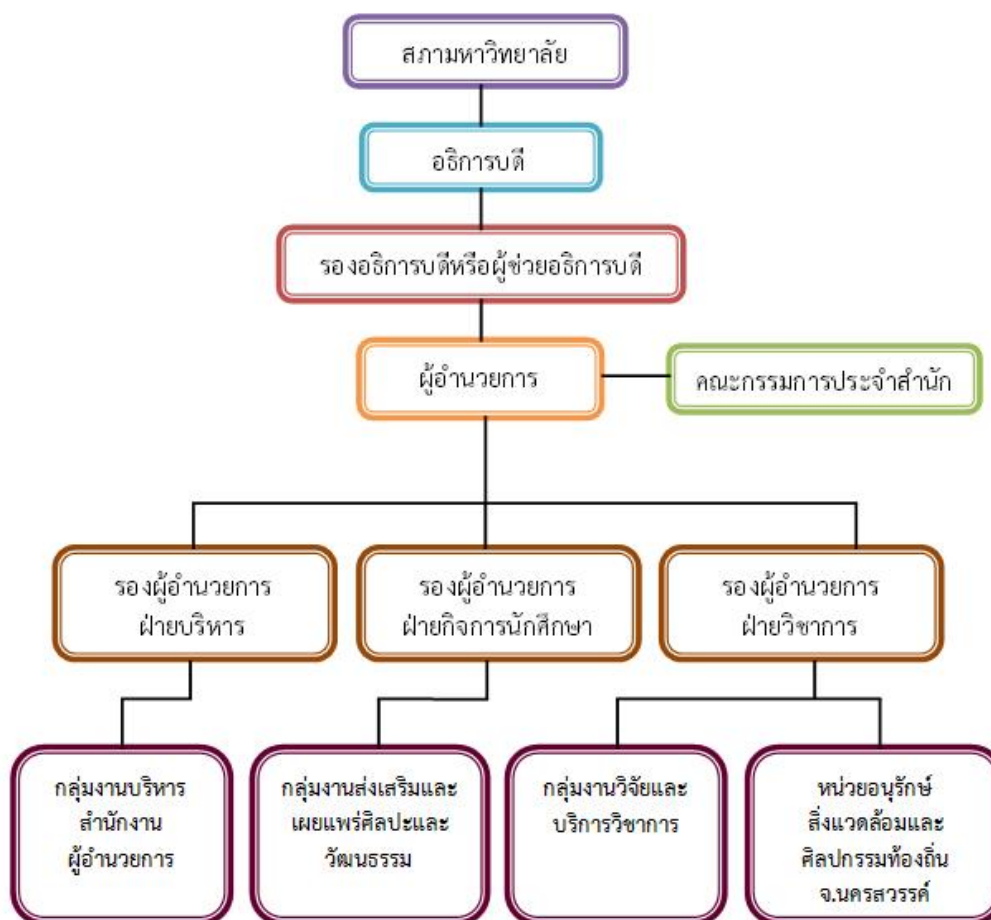 สภามหาวิทยาลัย
อธิการบดี
รองอธิการบดีหรือผู้ช่วยอธิการบดี
ผู้อำนวยการ
คณะกรรมการประจำสำนัก
รองผู้อำนวยการ
ฝ่ายบริหาร
รองผู้อำนวยการ
ฝ่ายกิจการนักศึกษา
รองผู้อำนวยการ
ฝ่ายวิชาการ
กลุ่มงานบริหาร
สำนักงาน
ผู้อำนวยการ
กลุ่มงานส่งเสริมและ
เผยแพร่ศิลปะและ
วัฒนธรรม
กลุ่มงานวิจัยและ
บริการวิชาการ
หน่วยอนุรักษ์
สิ่งแวดล้อมและ
ศิลปกรรมท้องถิ่น
จ.นครสวรรค์